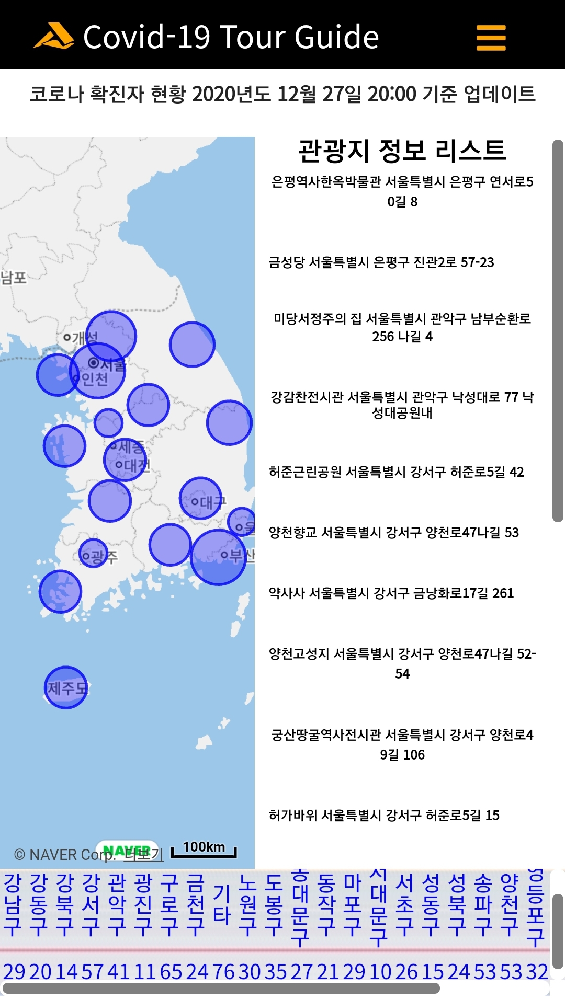 Covid-19 Tour Guide
코로나 확진자 현황 2020년도 12월 27일 20:00 기준 업데이트
관광지 정보 리스트
은평역사한옥박물관 서울특별시 은평구 연서로5
0길 8
금성당 서울특별시 은평구 진관2로 57-23
미당서정주의 집 서울특별시 관악구 남부순환로
256 나길 4
강감찬전시관 서울특별시 관악구 낙성대로 77 낙
성대공원내
허준근린공원 서울특별시 강서구 허준로5길 42
양천향교 서울특별시 강서구 양천로47나길 53
약사사 서울특별시 강서구 금낭화로17길 261
양천고성지 서울특별시 강서구 양천로47나길 52-
54
궁산땅굴역사전시관 서울특별시 강서구 양천로4
9길 106
허가바위 서울특별시 강서구 허준로5길 15
남포
개성
서울
인천
세종
대전
대구
울
광주
부산
제주도
NAVER
© NAVER Corp. 더보기
100km
강남구 강동구 강북구 강서구 관악구 광진구 구로구 금천구 기타 노원구 도봉구 동대문구 동작구 마포구 서대문구 서초구 성동구 성북구 송파구 양천구 영등포구
29 20 14 57 41 11 65 24 76 30 35 27 21 29 10 26 15 24 53 53 32